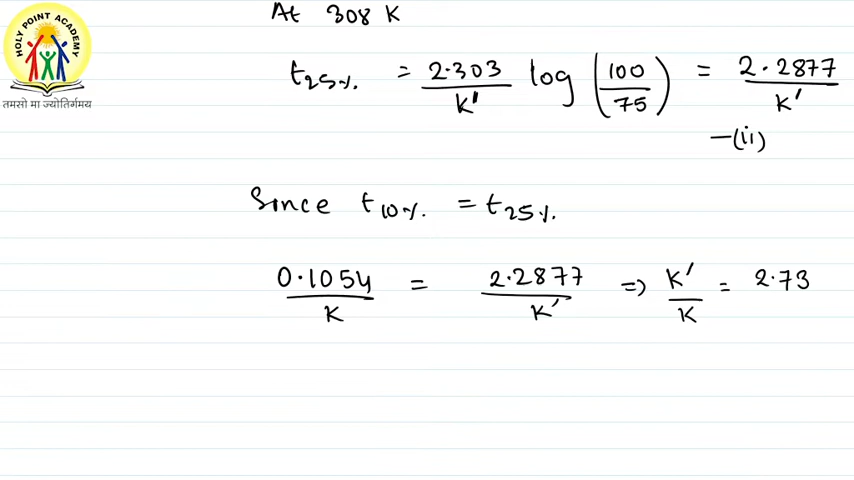 HOLY POINT ACADEMY
तमसो मा ज्योतिर्गमय
At 308 K
t25%. = 2.303/K' log (100/75) = 2.2877/K'
—(ii)
Since t10%. = t25%.
0.1054/K = 2.2877/K' => K'/K = 2.73